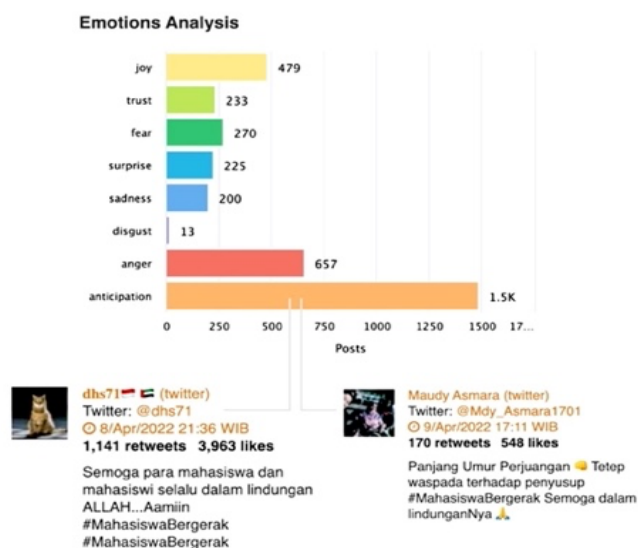 Emotions Analysis
joy 479
trust 233
fear 270
surprise 225
sadness 200
disgust 13
anger 657
anticipation 1.5K
0 250 500 750 1000 1250 1500 17...
Posts
dhs71 (twitter)
Twitter: @dhs71
8/Apr/2022 21:36 WIB
1,141 retweets 3,963 likes
Semoga para mahasiswa dan
mahasiswi selalu dalam lindungan
ALLAH...Aamiin
#MahasiswaBergerak
#MahasiswaBergerak
Maudy Asmara (twitter)
Twitter: @Mdy_Asmara1701
9/Apr/2022 17:11 WIB
170 retweets 548 likes
Panjang Umur Perjuangan 👊 Tetep
waspada terhadap penyusup
#MahasiswaBergerak Semoga dalam
lindunganNya 🙏